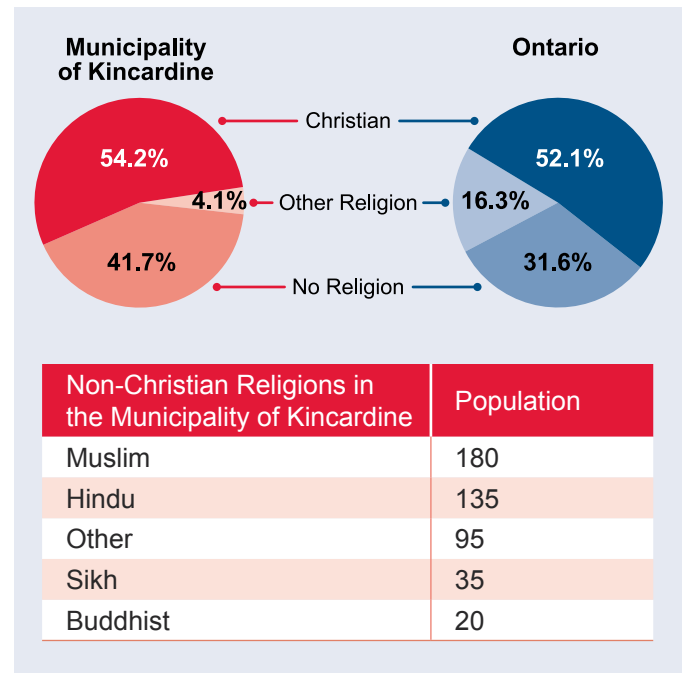 Municipality
of Kincardine
Ontario
Christian
54.2%
52.1%
4.1%
Other Religion
16.3%
41.7%
31.6%
No Religion
Non-Christian Religions in
the Municipality of Kincardine
Population
Muslim 180
Hindu 135
Other 95
Sikh 35
Buddhist 20